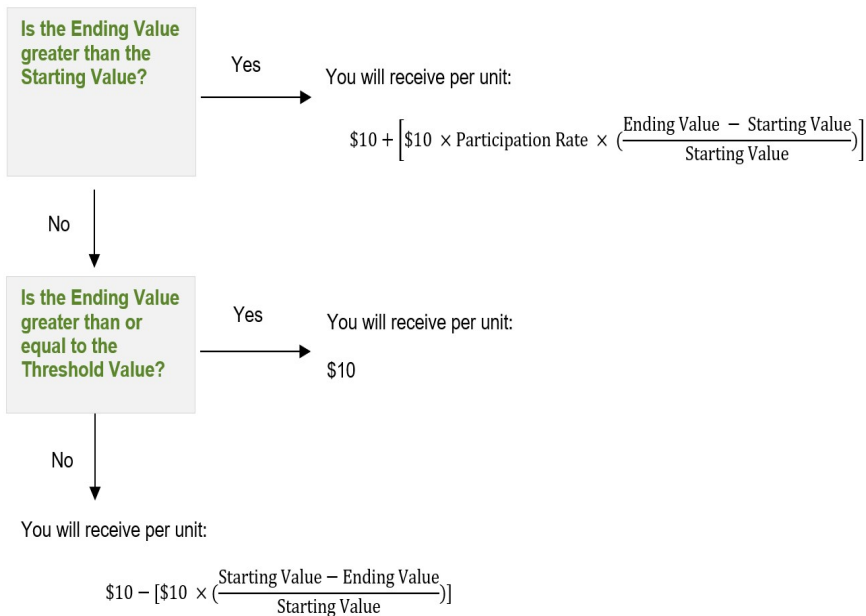 Is the Ending Value
greater than the
Starting Value?
Yes
You will receive per unit:
$10 + [$10 × Participation Rate × (Ending Value − Starting Value
Starting Value
)]
No
Is the Ending Value
greater than or
equal to the
Threshold Value?
Yes
You will receive per unit:
$10
No
You will receive per unit:
$10 − [$10 × (Starting Value − Ending Value
Starting Value
)]